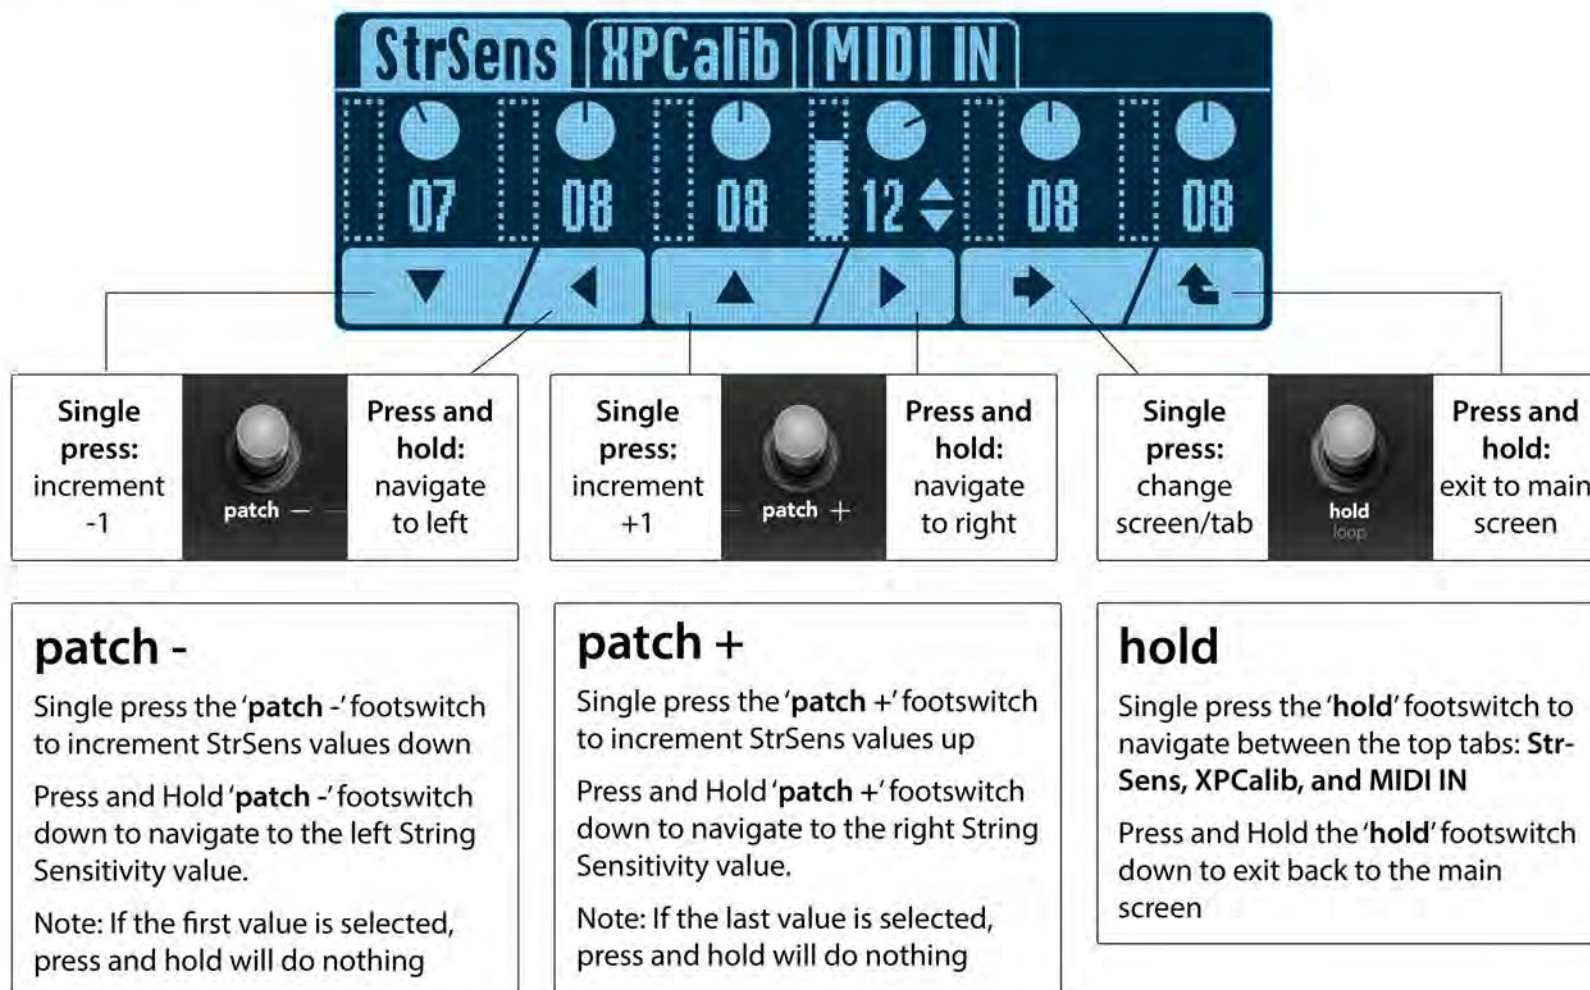 StrSens XPCalib MIDI IN
07 08 08 12 08 08
Single
press:
increment
-1
patch —
Press and
hold:
navigate
to left
Single
press:
increment
+1
patch +
Press and
hold:
navigate
to right
Single
press:
change
screen/tab
hold
loop
Press and
hold:
exit to main
screen
patch -
Single press the 'patch -' footswitch
to increment StrSens values down
Press and Hold 'patch -' footswitch
down to navigate to the left String
Sensitivity value.
Note: If the first value is selected,
press and hold will do nothing
patch +
Single press the 'patch +' footswitch
to increment StrSens values up
Press and Hold 'patch +' footswitch
down to navigate to the right String
Sensitivity value.
Note: If the last value is selected,
press and hold will do nothing
hold
Single press the 'hold' footswitch to
navigate between the top tabs: Str-
Sens, XPCalib, and MIDI IN
Press and Hold the 'hold' footswitch
down to exit back to the main
screen